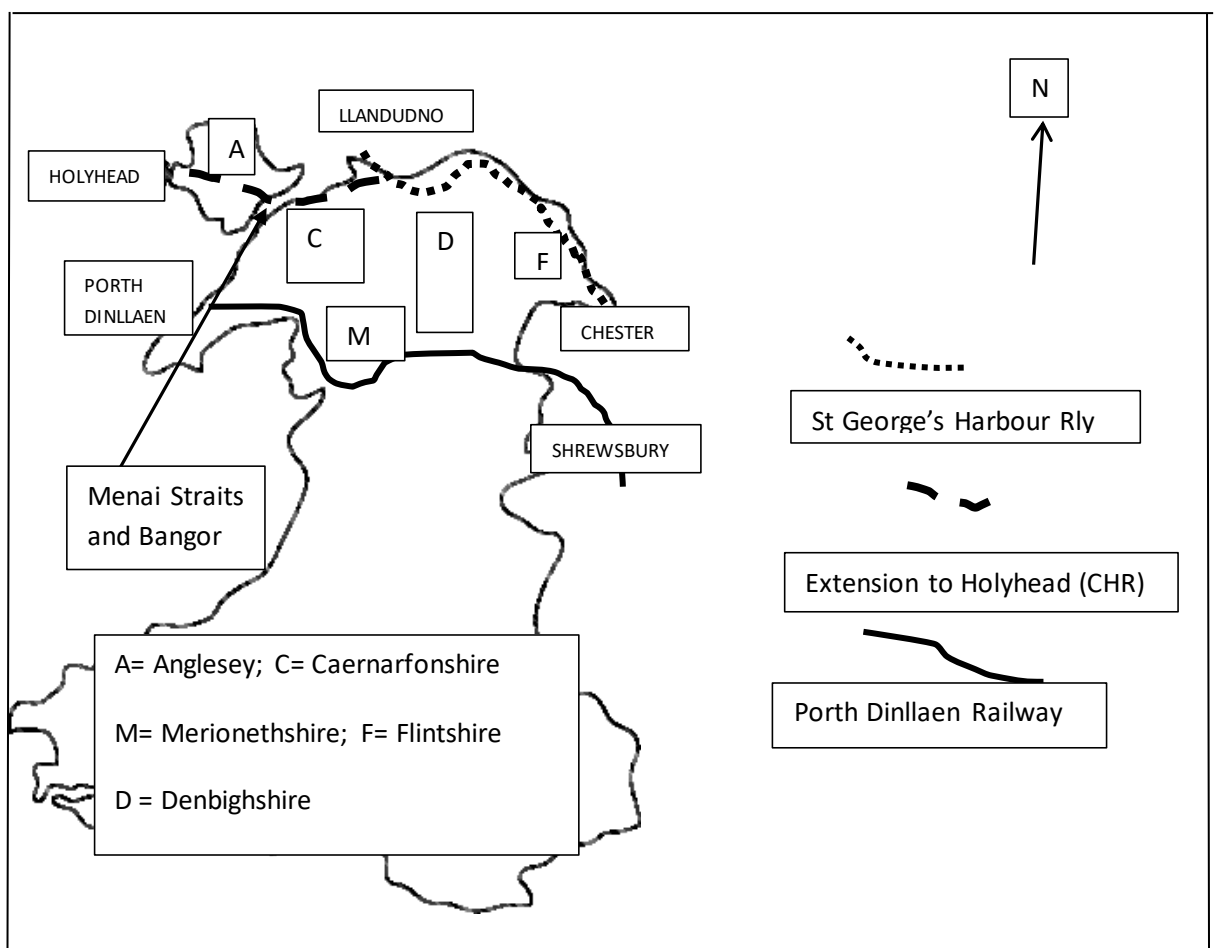 N
LLANDUDNO
A
HOLYHEAD
C
D
F
PORTH
DINLLAEN
M
CHESTER
St George's Harbour Rly
SHREWSBURY
Menai Straits
and Bangor
Extension to Holyhead (CHR)
A= Anglesey; C= Caernarfonshire
M= Merionethshire; F= Flintshire
D = Denbighshire
Porth Dinllaen Railway